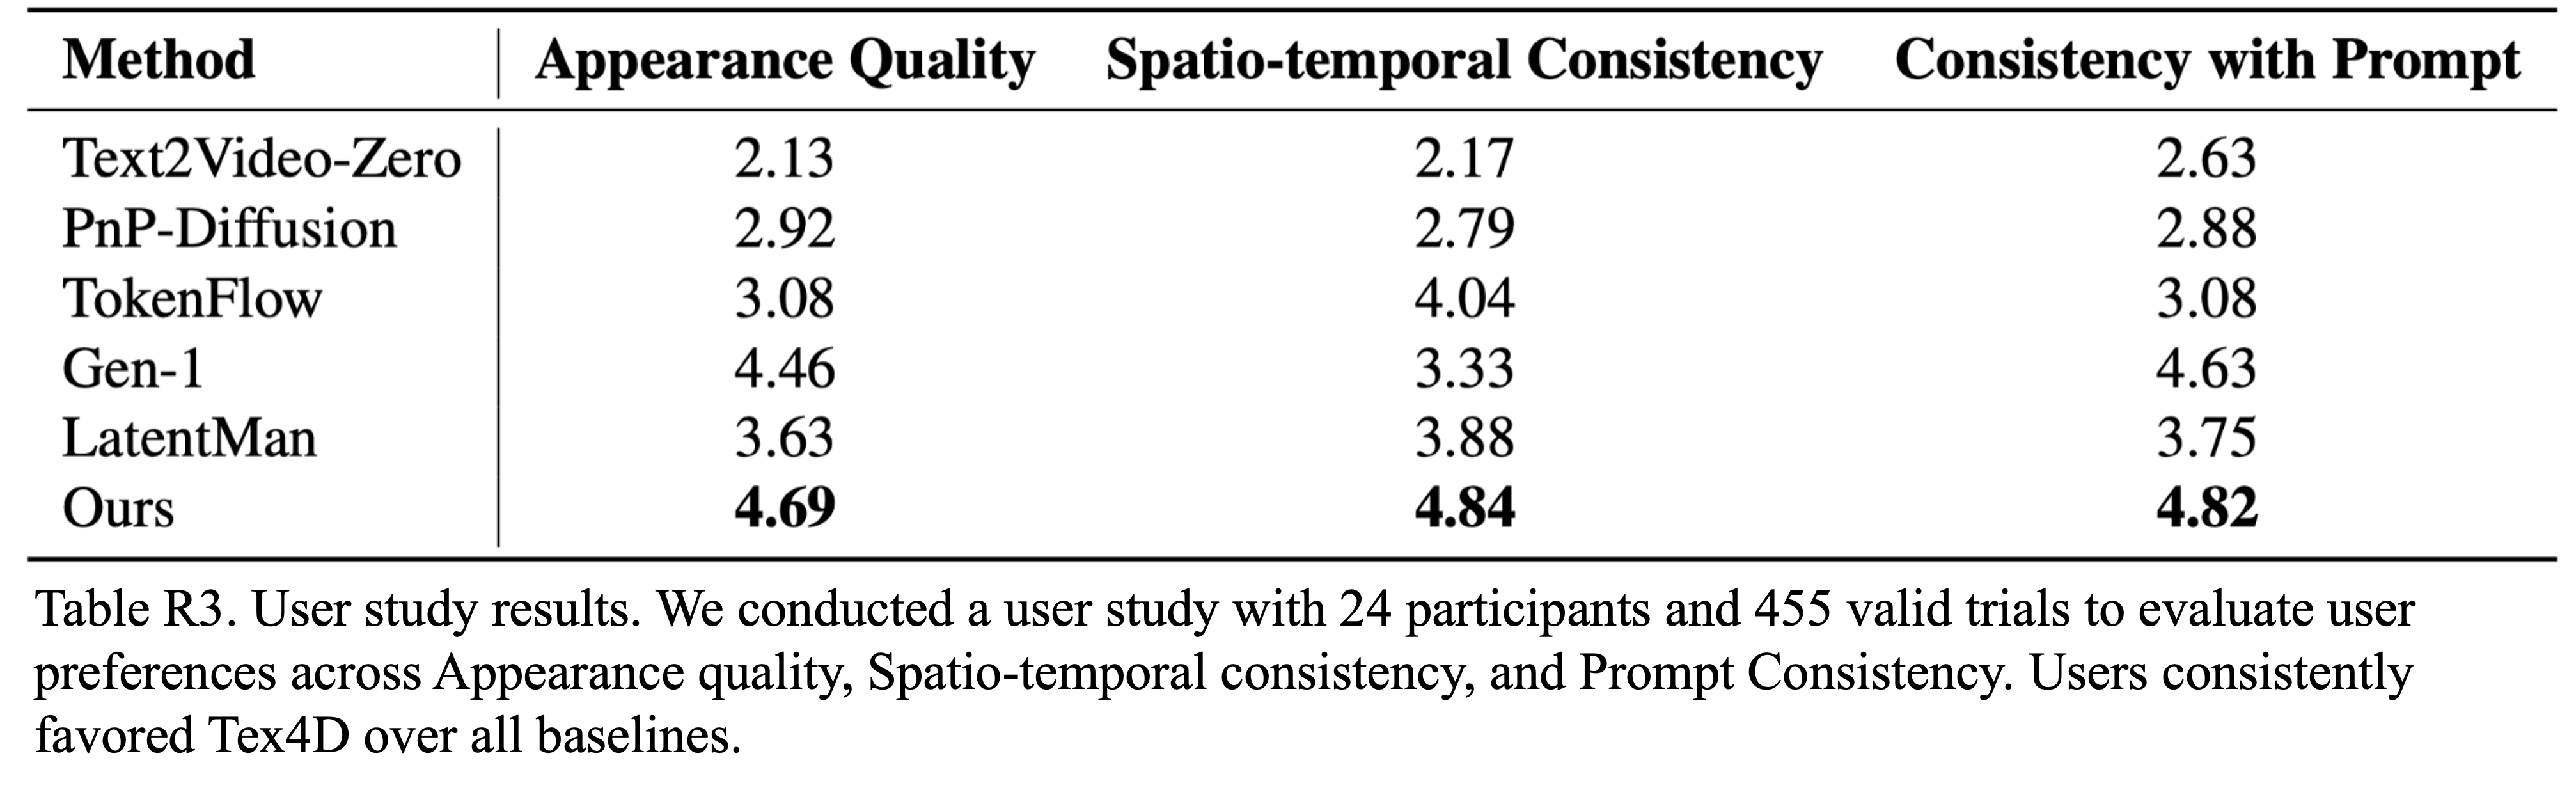 Method Appearance Quality Spatio-temporal Consistency Consistency with Prompt
Text2Video-Zero 2.13 2.17 2.63
PnP-Diffusion 2.92 2.79 2.88
TokenFlow 3.08 4.04 3.08
Gen-1 4.46 3.33 4.63
LatentMan 3.63 3.88 3.75
Ours 4.69 4.84 4.82
Table R3. User study results. We conducted a user study with 24 participants and 455 valid trials to evaluate user
preferences across Appearance quality, Spatio-temporal consistency, and Prompt Consistency. Users consistently
favored Tex4D over all baselines.